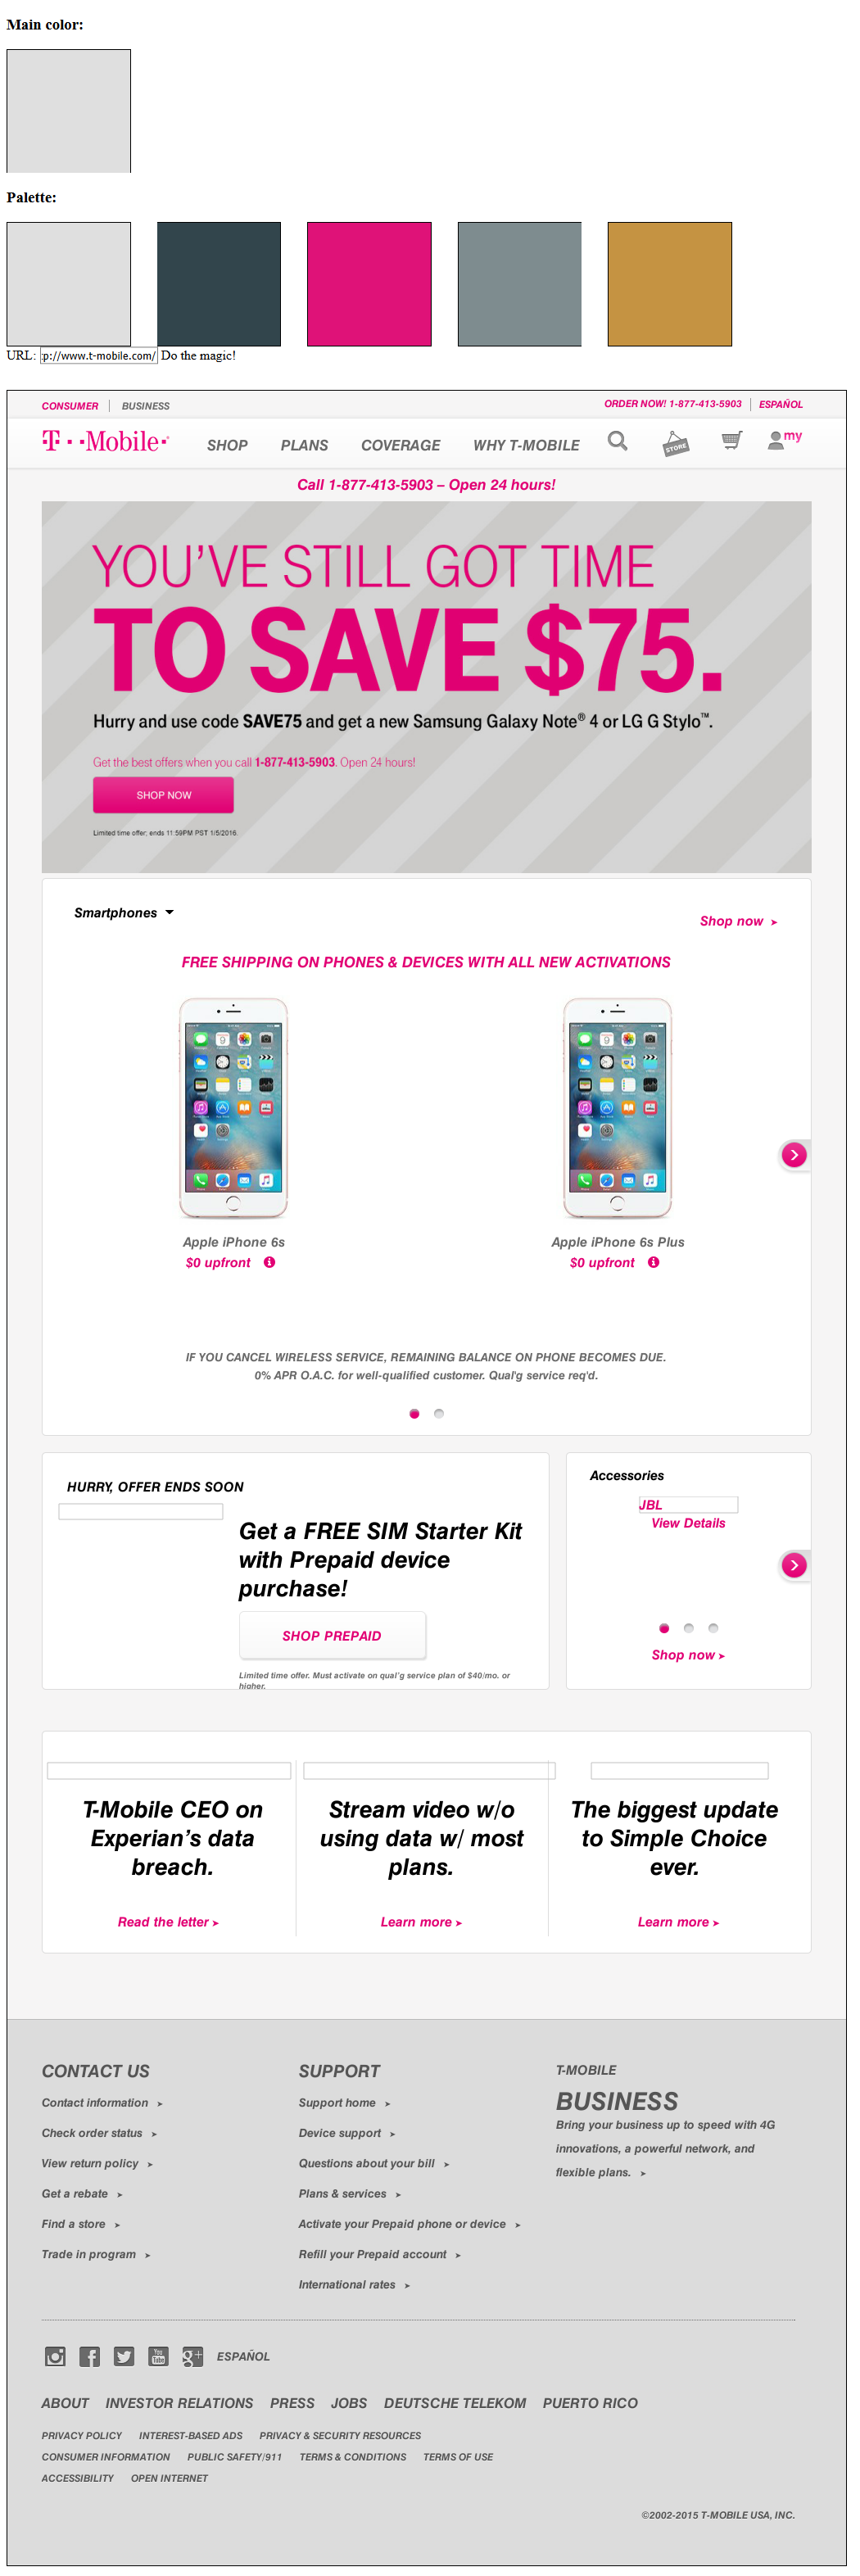 Main color:
Palette:
URL: :p://www.t-mobile.com/ Do the magic!
CONSUMER BUSINESS ORDER NOW! 1-877-413-5903 ESPAÑOL
T··Mobile· SHOP PLANS COVERAGE WHY T-MOBILE STORE my
Call 1-877-413-5903 – Open 24 hours!
YOU'VE STILL GOT TIME
TO SAVE $75.
Hurry and use code SAVE75 and get a new Samsung Galaxy Note® 4 or LG G Stylo™.
Get the best offers when you call 1-877-413-5903. Open 24 hours!
SHOP NOW
Limited time offer; ends 11:59PM PST 1/5/2016.
Smartphones
Shop now
FREE SHIPPING ON PHONES & DEVICES WITH ALL NEW ACTIVATIONS
Apple iPhone 6s Apple iPhone 6s Plus
$0 upfront $0 upfront
IF YOU CANCEL WIRELESS SERVICE, REMAINING BALANCE ON PHONE BECOMES DUE.
0% APR O.A.C. for well-qualified customer. Qual'g service req'd.
HURRY, OFFER ENDS SOON
Get a FREE SIM Starter Kit
with Prepaid device
purchase!
SHOP PREPAID
Limited time offer. Must activate on qual'g service plan of $40/mo. or
higher.
Accessories
JBL
View Details
Shop now
T-Mobile CEO on
Experian's data
breach.
Read the letter
Stream video w/o
using data w/ most
plans.
Learn more
The biggest update
to Simple Choice
ever.
Learn more
CONTACT US
Contact information
Check order status
View return policy
Get a rebate
Find a store
Trade in program
SUPPORT
Support home
Device support
Questions about your bill
Plans & services
Activate your Prepaid phone or device
Refill your Prepaid account
International rates
T-MOBILE
BUSINESS
Bring your business up to speed with 4G
innovations, a powerful network, and
flexible plans.
You Tube g+ ESPAÑOL
ABOUT INVESTOR RELATIONS PRESS JOBS DEUTSCHE TELEKOM PUERTO RICO
PRIVACY POLICY INTEREST-BASED ADS PRIVACY & SECURITY RESOURCES
CONSUMER INFORMATION PUBLIC SAFETY/911 TERMS & CONDITIONS TERMS OF USE
ACCESSIBILITY OPEN INTERNET
©2002-2015 T-MOBILE USA, INC.